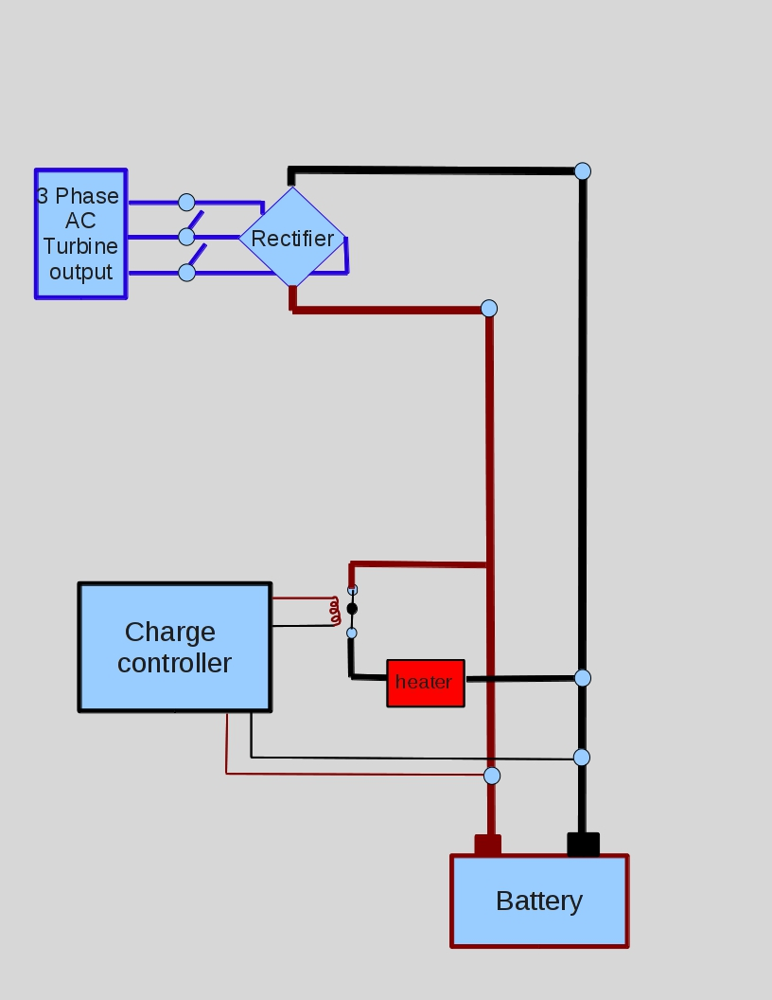 3 Phase
AC
Turbine
output
Rectifier
Charge
controller
heater
Battery